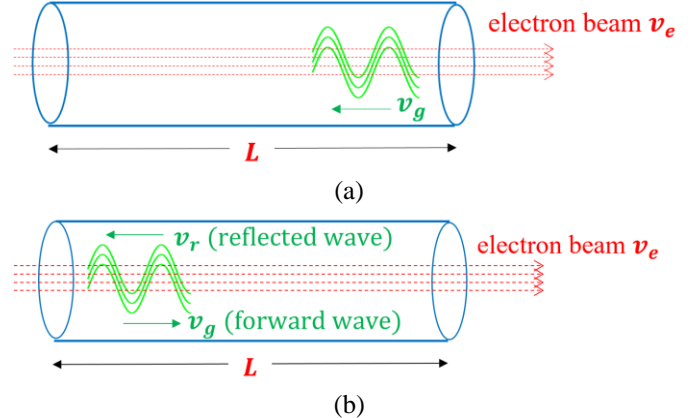 electron beam v_e
v_g
L
(a)
v_r (reflected wave)
electron beam v_e
v_g (forward wave)
L
(b)